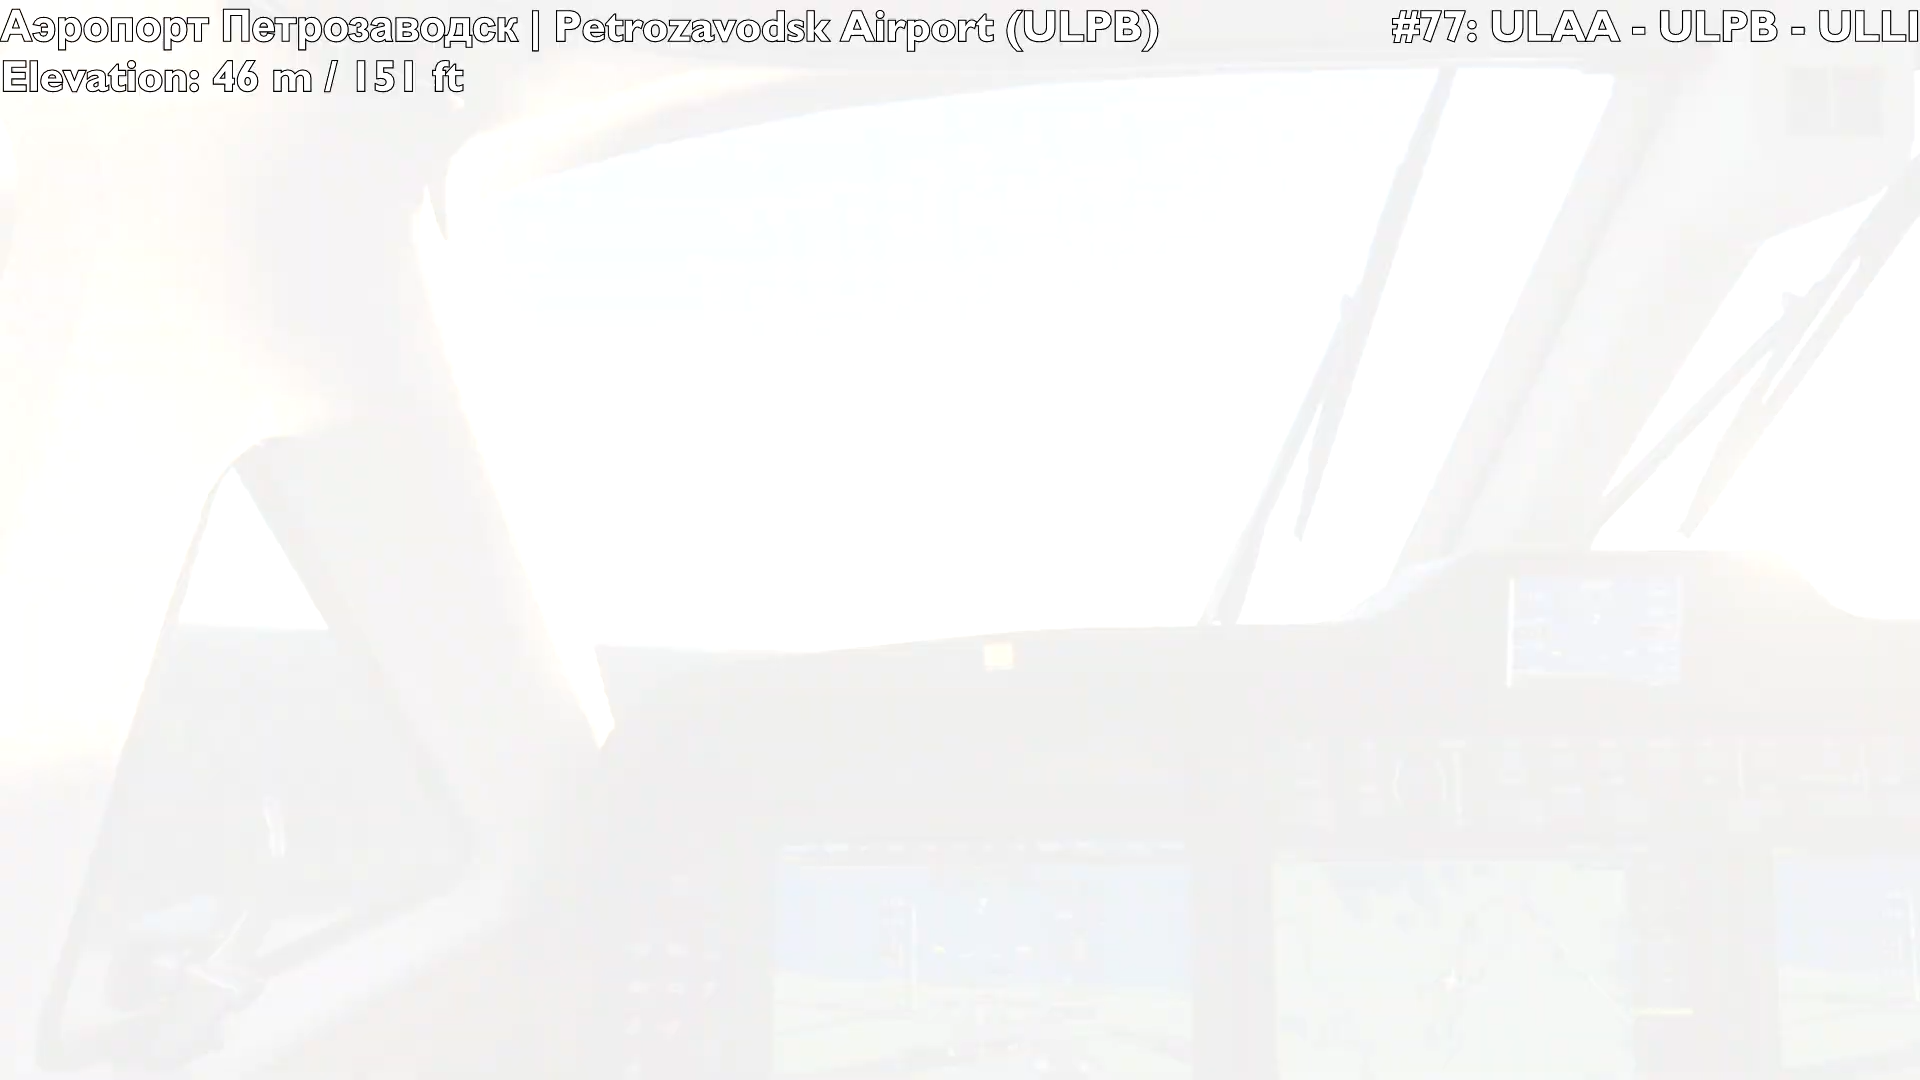 Аэропорт Петрозаводск | Petrozavodsk Airport (ULPB)
#77: ULAA - ULPB - ULLI
Elevation: 46 m / 151 ft